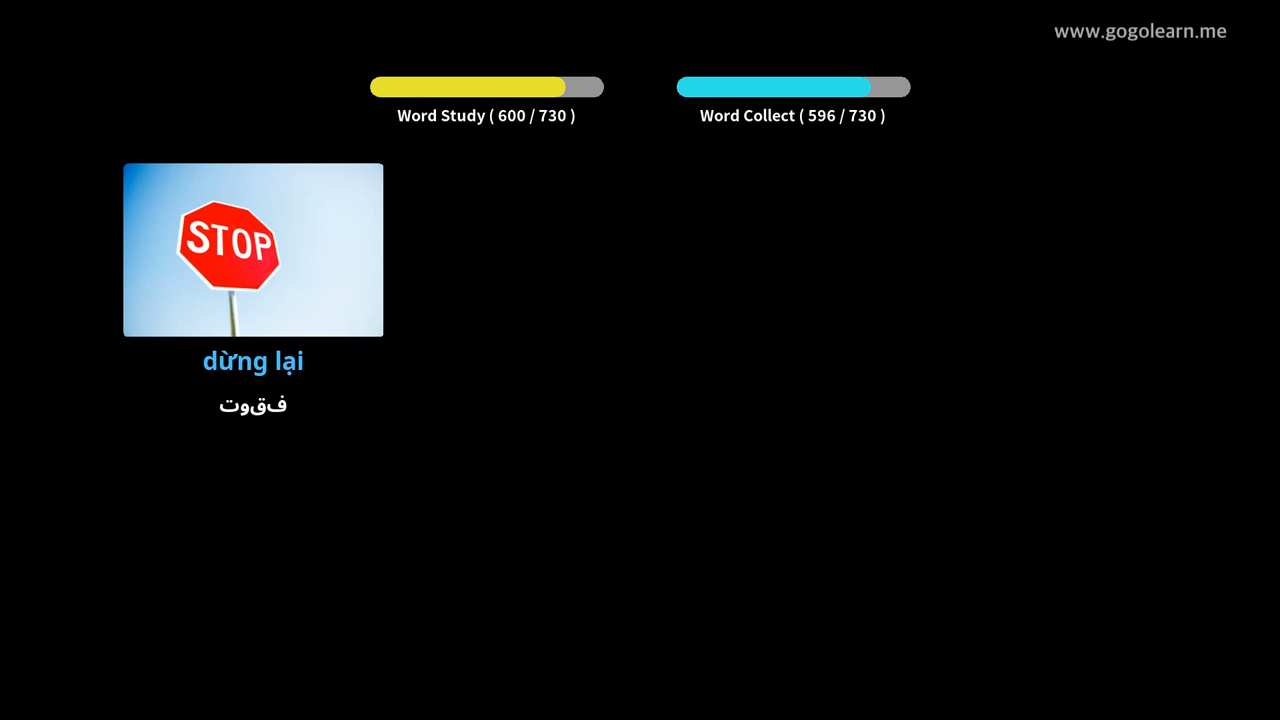 www.gogolearn.me
Word Study ( 600 / 730 )
Word Collect ( 596 / 730 )
STOP
dừng lại
فقوت